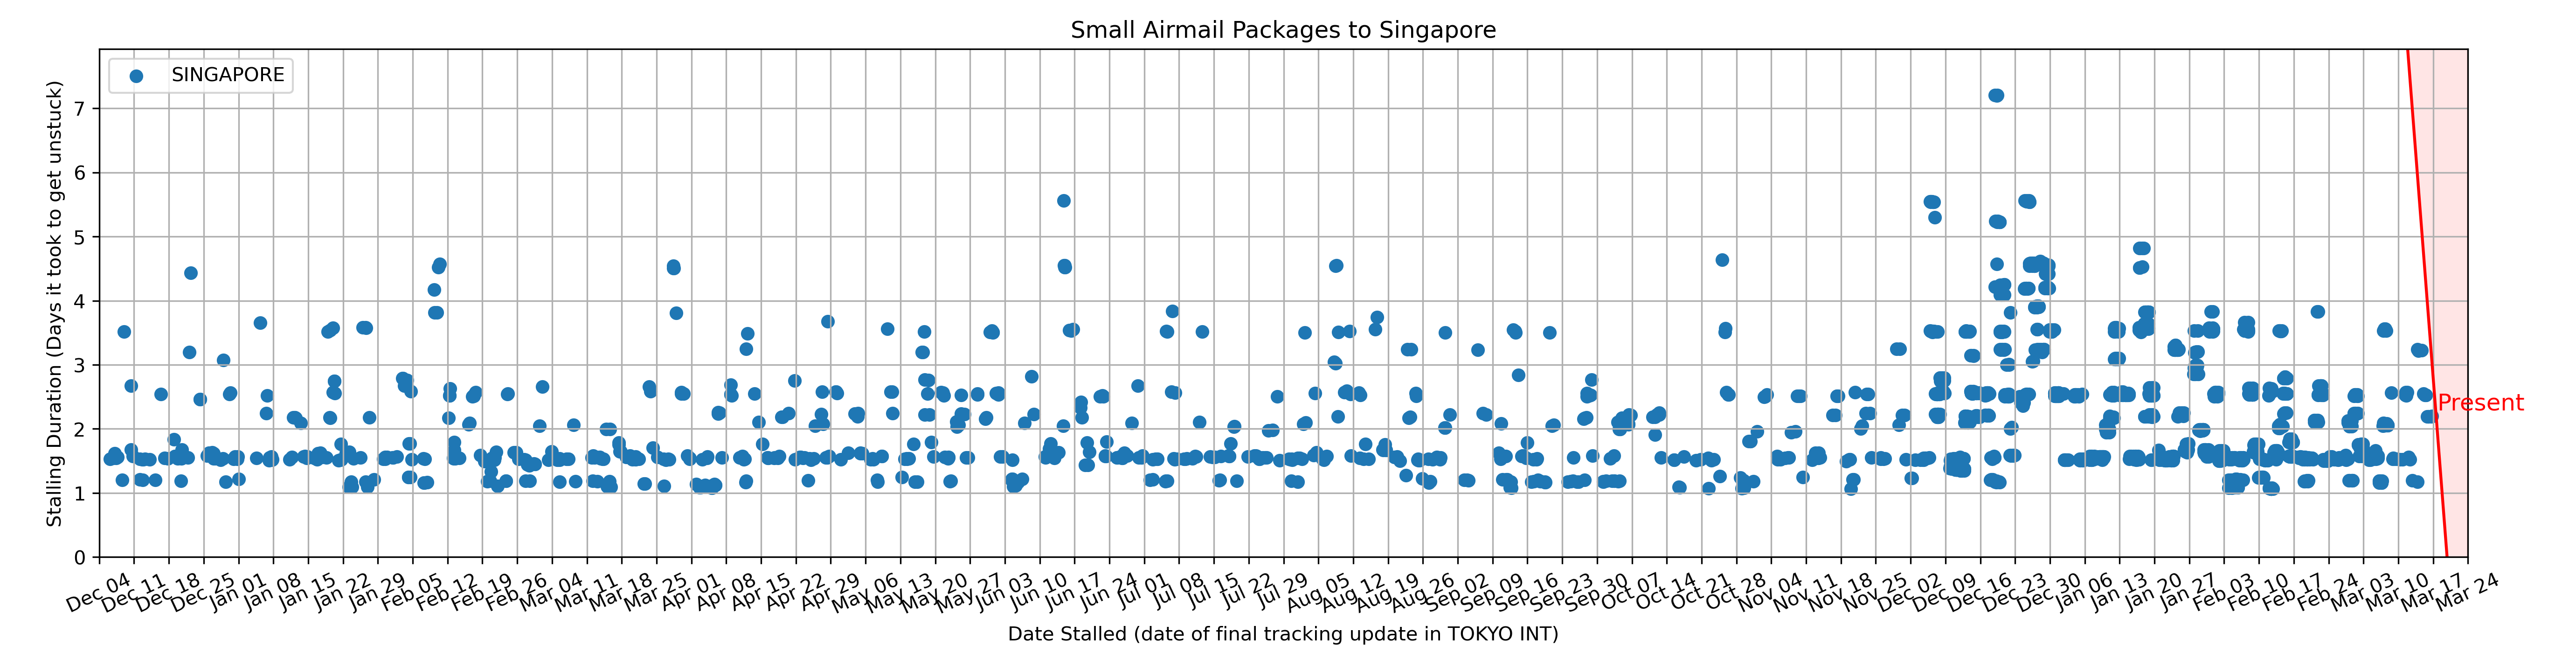 Small Airmail Packages to Singapore
SINGAPORE
Stalling Duration (Days it took to get unstuck)
7
6
5
4
3
2
1
0
Present
Dec 04
Dec 11
Dec 18
Dec 25
Jan 01
Jan 08
Jan 15
Jan 22
Jan 29
Feb 05
Feb 12
Feb 19
Feb 26
Mar 04
Mar 11
Mar 18
Mar 25
Apr 01
Apr 08
Apr 15
Apr 22
Apr 29
May 06
May 13
May 20
May 27
Jun 03
Jun 10
Jun 17
Jun 24
Jul 01
Jul 08
Jul 15
Jul 22
Jul 29
Aug 05
Aug 12
Aug 19
Aug 26
Sep 02
Sep 09
Sep 16
Sep 23
Sep 30
Oct 07
Oct 14
Oct 21
Oct 28
Nov 04
Nov 11
Nov 18
Nov 25
Dec 02
Dec 09
Dec 16
Dec 23
Dec 30
Jan 06
Jan 13
Jan 20
Jan 27
Feb 03
Feb 10
Feb 17
Feb 24
Mar 03
Mar 10
Mar 17
Mar 24
Date Stalled (date of final tracking update in TOKYO INT)